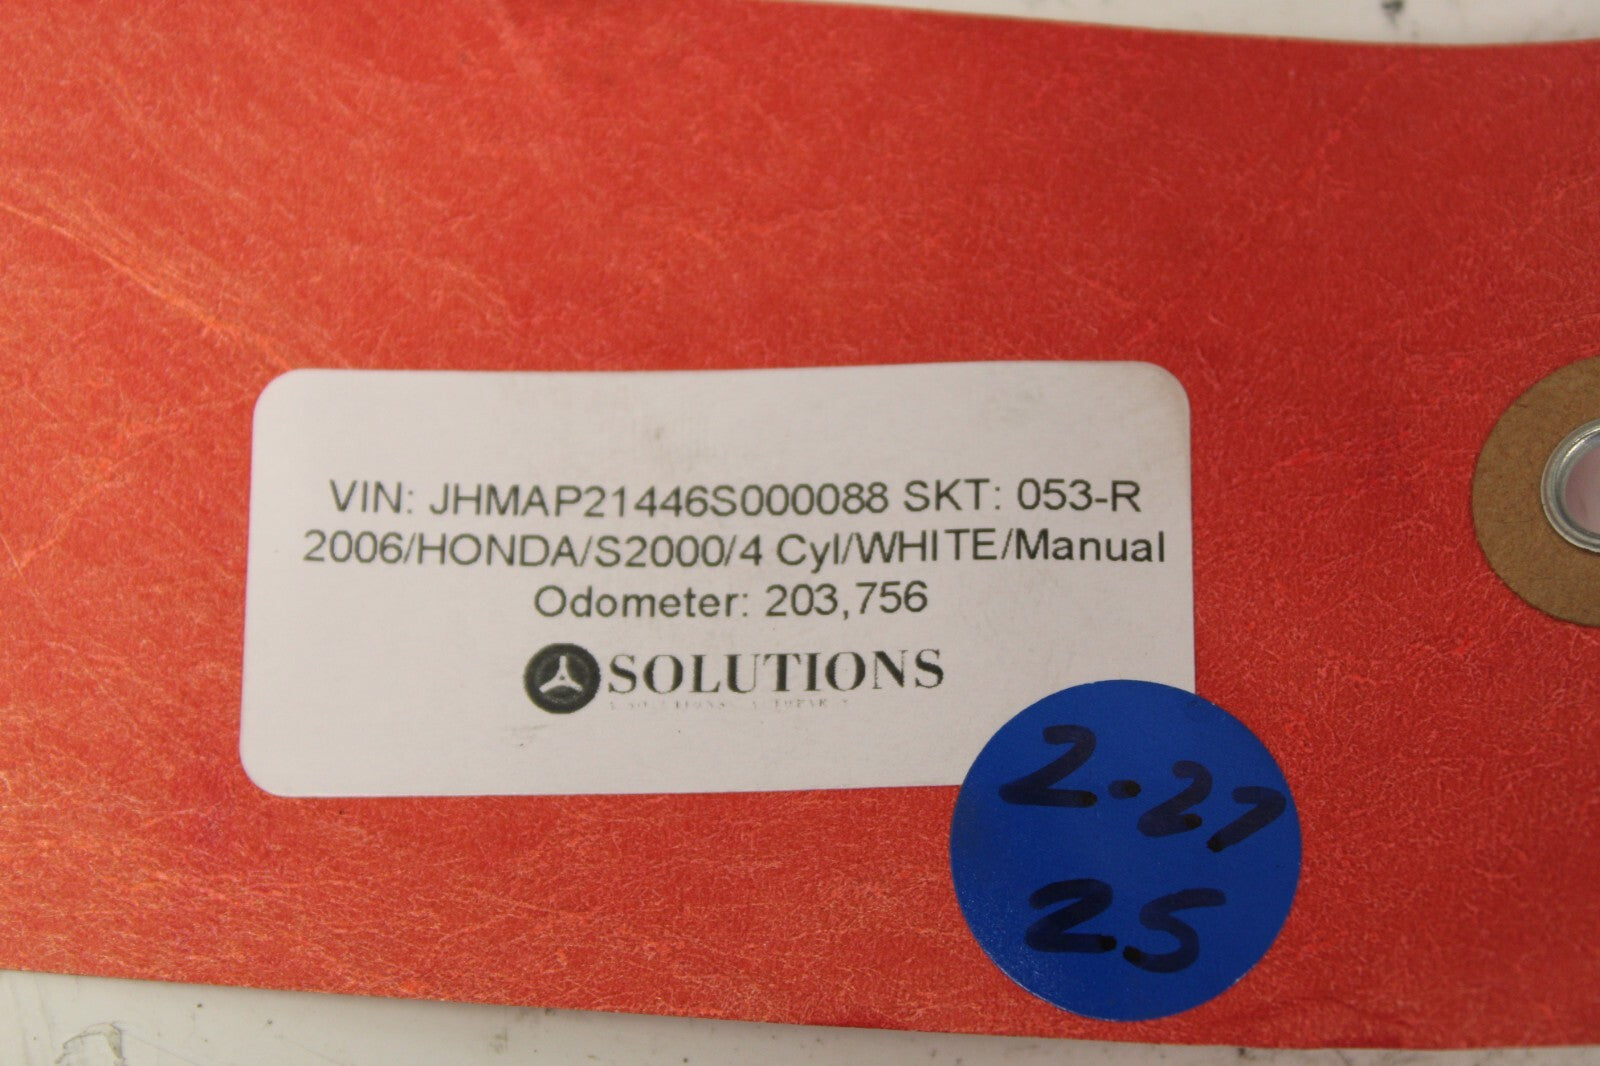 VIN: JHMAP21446S000088 SKT: 053-R
2006/HONDA/S2000/4 Cyl/WHITE/Manual
Odometer: 203,756
SOLUTIONS
2.27
25